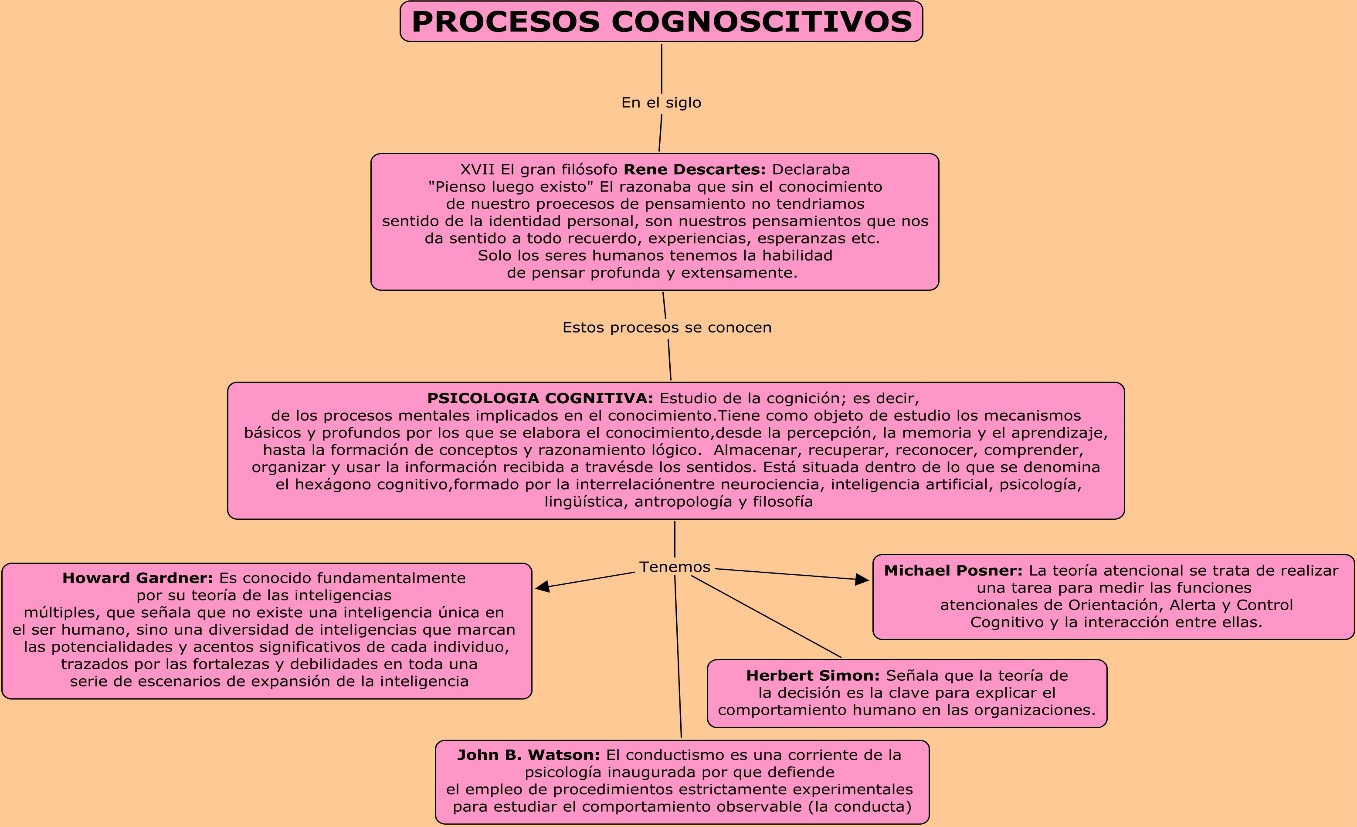 PROCESOS COGNOSCITIVOS
En el siglo
XVII El gran filósofo Rene Descartes: Declaraba
"Pienso luego existo" El razonaba que sin el conocimiento
de nuestro proecesos de pensamiento no tendriamos
sentido de la identidad personal, son nuestros pensamientos que nos
da sentido a todo recuerdo, experiencias, esperanzas etc.
Solo los seres humanos tenemos la habilidad
de pensar profunda y extensamente.
Estos procesos se conocen
PSICOLOGIA COGNITIVA: Estudio de la cognición; es decir,
de los procesos mentales implicados en el conocimiento.Tiene como objeto de estudio los mecanismos
básicos y profundos por los que se elabora el conocimiento,desde la percepción, la memoria y el aprendizaje,
hasta la formación de conceptos y razonamiento lógico.  Almacenar, recuperar, reconocer, comprender,
organizar y usar la información recibida a travésde los sentidos. Está situada dentro de lo que se denomina
el hexágono cognitivo,formado por la interrelaciónentre neurociencia, inteligencia artificial, psicología,
lingüística, antropología y filosofía
Tenemos
Howard Gardner: Es conocido fundamentalmente
por su teoría de las inteligencias
múltiples, que señala que no existe una inteligencia única en
el ser humano, sino una diversidad de inteligencias que marcan
las potencialidades y acentos significativos de cada individuo,
trazados por las fortalezas y debilidades en toda una
serie de escenarios de expansión de la inteligencia
Michael Posner: La teoría atencional se trata de realizar
una tarea para medir las funciones
atencionales de Orientación, Alerta y Control
Cognitivo y la interacción entre ellas.
Herbert Simon: Señala que la teoría de
la decisión es la clave para explicar el
comportamiento humano en las organizaciones.
John B. Watson: El conductismo es una corriente de la
psicología inaugurada por que defiende
el empleo de procedimientos estrictamente experimentales
para estudiar el comportamiento observable (la conducta)